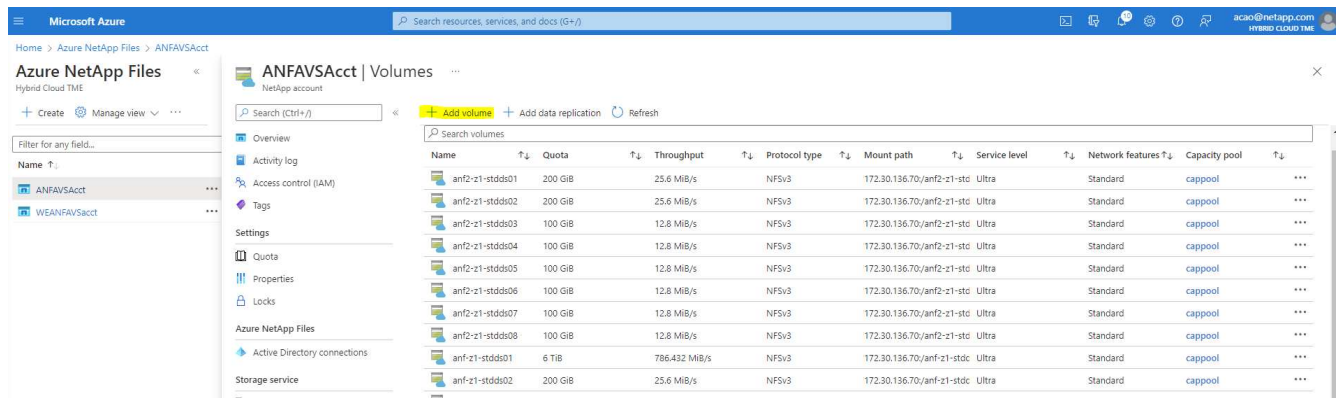 Microsoft Azure
Search resources, services, and docs (G+/)
10
acao@netapp.com
HYBRID CLOUD TME
Home > Azure NetApp Files > ANFAVSAcct
Azure NetApp Files «
Hybrid Cloud TME
+ Create Manage view ...
Filter for any field...
Name ↑↓
ANFAVSAcct ...
WEANFAVSacct ...
ANFAVSAcct | Volumes ...
NetApp account
Search (Ctrl+/) «
Overview
Activity log
Access control (IAM)
Tags
Settings
Quota
Properties
Locks
Azure NetApp Files
Active Directory connections
Storage service
+ Add volume + Add data replication Refresh
Search volumes
Name ↑↓ Quota ↑↓ Throughput ↑↓ Protocol type ↑↓ Mount path ↑↓ Service level ↑↓ Network features ↑↓ Capacity pool ↑↓
anf2-z1-stdds01 200 GiB 25.6 MiB/s NFSv3 172.30.136.70:/anf2-z1-std Ultra Standard cappool ...
anf2-z1-stdds02 200 GiB 25.6 MiB/s NFSv3 172.30.136.70:/anf2-z1-std Ultra Standard cappool ...
anf2-z1-stdds03 100 GiB 12.8 MiB/s NFSv3 172.30.136.70:/anf2-z1-std Ultra Standard cappool ...
anf2-z1-stdds04 100 GiB 12.8 MiB/s NFSv3 172.30.136.70:/anf2-z1-std Ultra Standard cappool ...
anf2-z1-stdds05 100 GiB 12.8 MiB/s NFSv3 172.30.136.70:/anf2-z1-std Ultra Standard cappool ...
anf2-z1-stdds06 100 GiB 12.8 MiB/s NFSv3 172.30.136.70:/anf2-z1-std Ultra Standard cappool ...
anf2-z1-stdds07 100 GiB 12.8 MiB/s NFSv3 172.30.136.70:/anf2-z1-std Ultra Standard cappool ...
anf2-z1-stdds08 100 GiB 12.8 MiB/s NFSv3 172.30.136.70:/anf2-z1-std Ultra Standard cappool ...
anf-z1-stdds01 6 TiB 786.432 MiB/s NFSv3 172.30.136.70:/anf-z1-stdc Ultra Standard cappool ...
anf-z1-stdds02 200 GiB 25.6 MiB/s NFSv3 172.30.136.70:/anf-z1-stdc Ultra Standard cappool ...